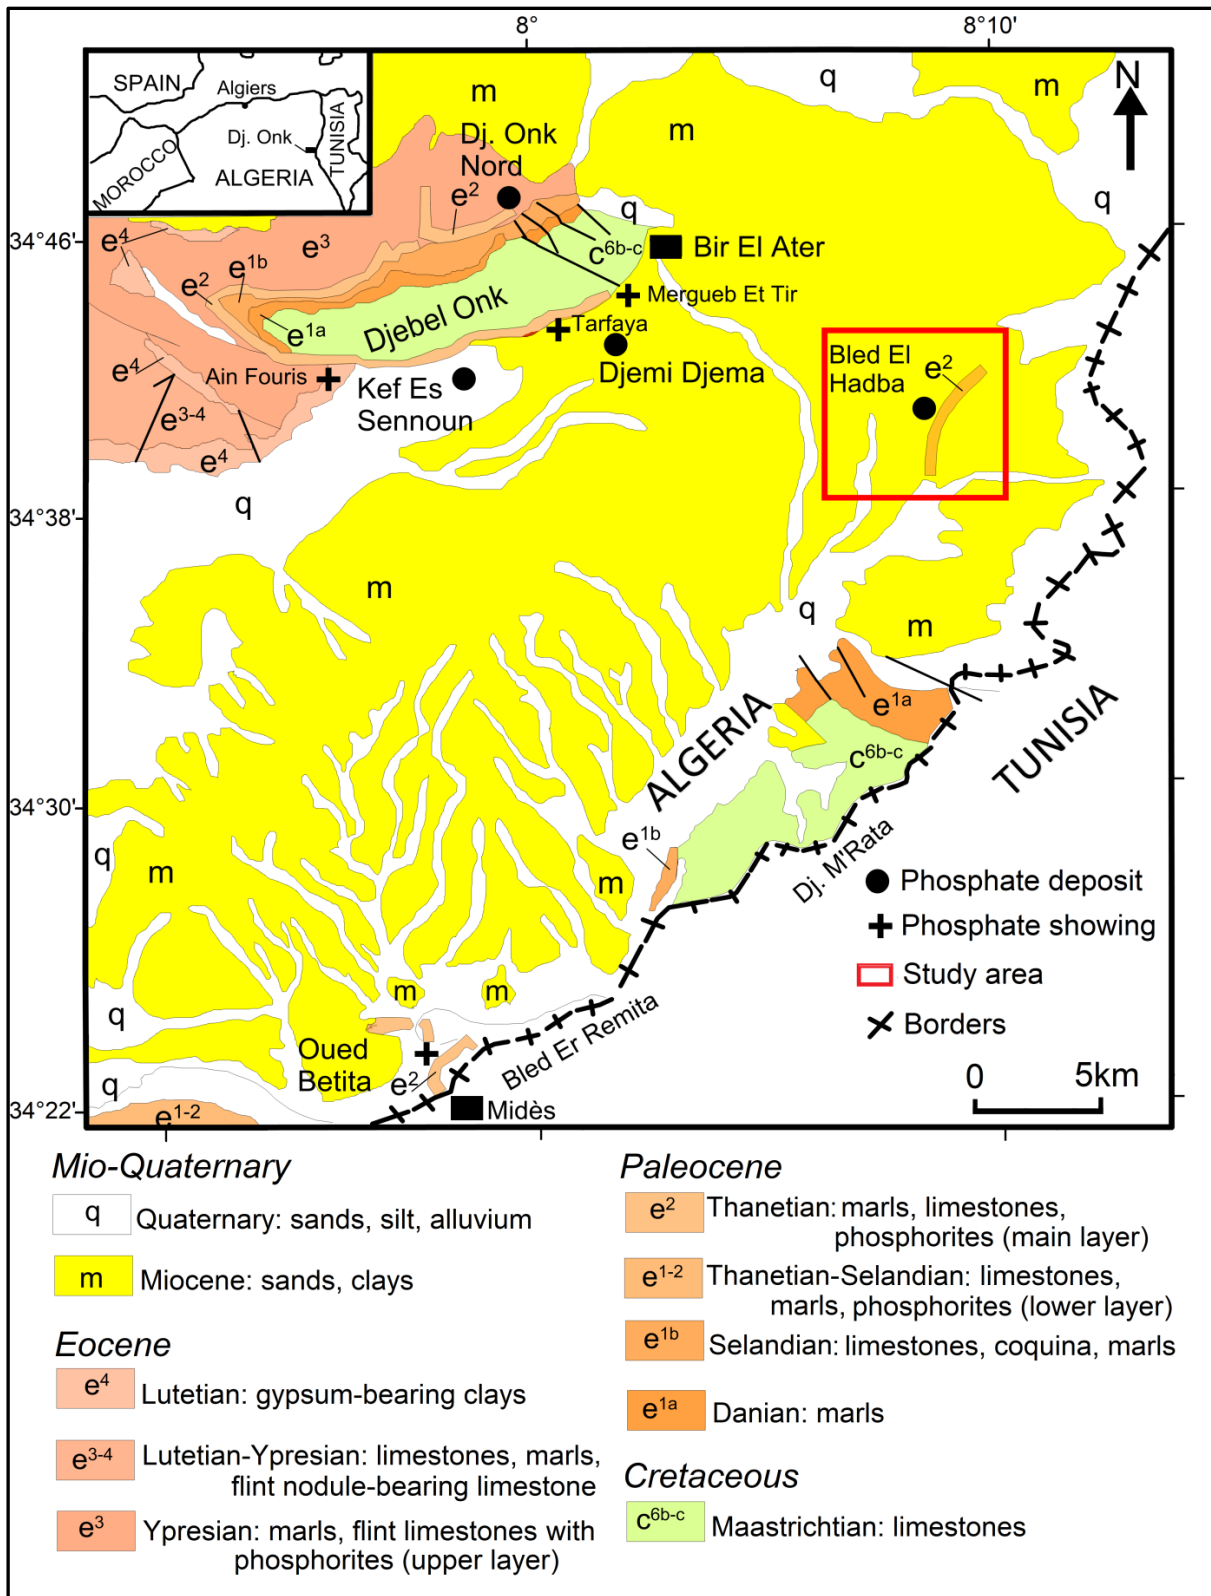 8°
8°10'
SPAIN
Algiers
Dj. Onk
MOROCCO
ALGERIA
TUNISIA
m
Dj. Onk
Nord
m
q
m
N
q
q
34°46'
e⁴
e³
e²
c⁶ᵇ⁻ᶜ
Bir El Ater
e²
e¹ᵇ
Mergueb Et Tir
Djebel Onk
Tarfaya
e¹ᵃ
Djemi Djema
Bled El
Hadba
e²
e⁴
Ain Fouris
Kef Es
Sennoun
e³⁻⁴
e⁴
q
34°38'
m
q
m
e¹ᵃ
ALGERIA
TUNISIA
c⁶ᵇ⁻ᶜ
34°30'
e¹ᵇ
q
m
m
Dj. M'Rata
Phosphate deposit
Phosphate showing
Study area
Borders
0 5km
m
m
q
Oued
Betita
Bled Er Remita
q
e²
Midès
34°22'
e¹⁻²
Mio-Quaternary
q Quaternary: sands, silt, alluvium
m Miocene: sands, clays
Eocene
e⁴ Lutetian: gypsum-bearing clays
e³⁻⁴ Lutetian-Ypresian: limestones, marls,
flint nodule-bearing limestone
e³ Ypresian: marls, flint limestones with
phosphorites (upper layer)
Paleocene
e² Thanetian: marls, limestones,
phosphorites (main layer)
e¹⁻² Thanetian-Selandian: limestones,
marls, phosphorites (lower layer)
e¹ᵇ Selandian: limestones, coquina, marls
e¹ᵃ Danian: marls
Cretaceous
c⁶ᵇ⁻ᶜ Maastrichtian: limestones